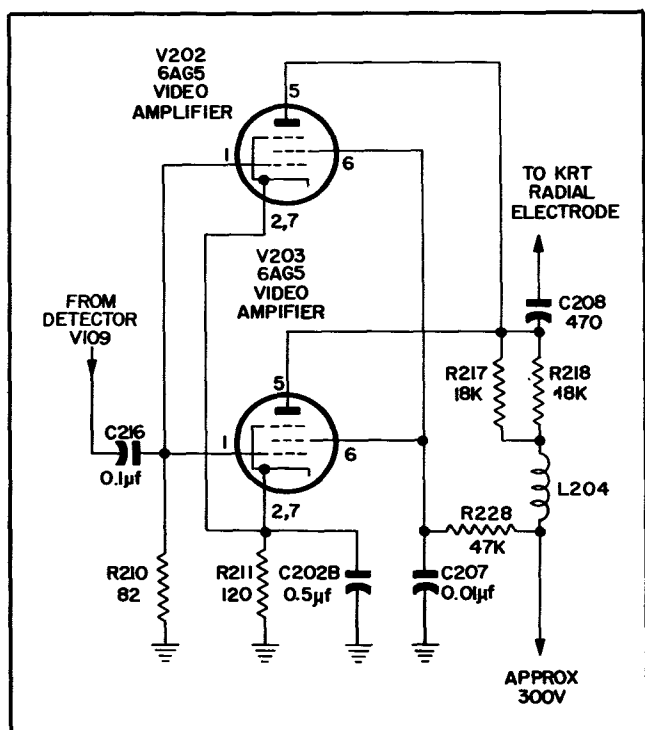 V202
6AG5
VIDEO
AMPLIFIER
5
1
6
2,7
TO KRT
RADIAL
ELECTRODE
V203
6AG5
VIDEO
AMPIFIER
FROM
DETECTOR
V109
C208
470
R217
18K
R218
18K
5
C216
0.1µf
1
6
L204
2,7
R228
47K
R210
82
R211
120
C202B
0.5µf
C207
0.01µf
APPROX
300V